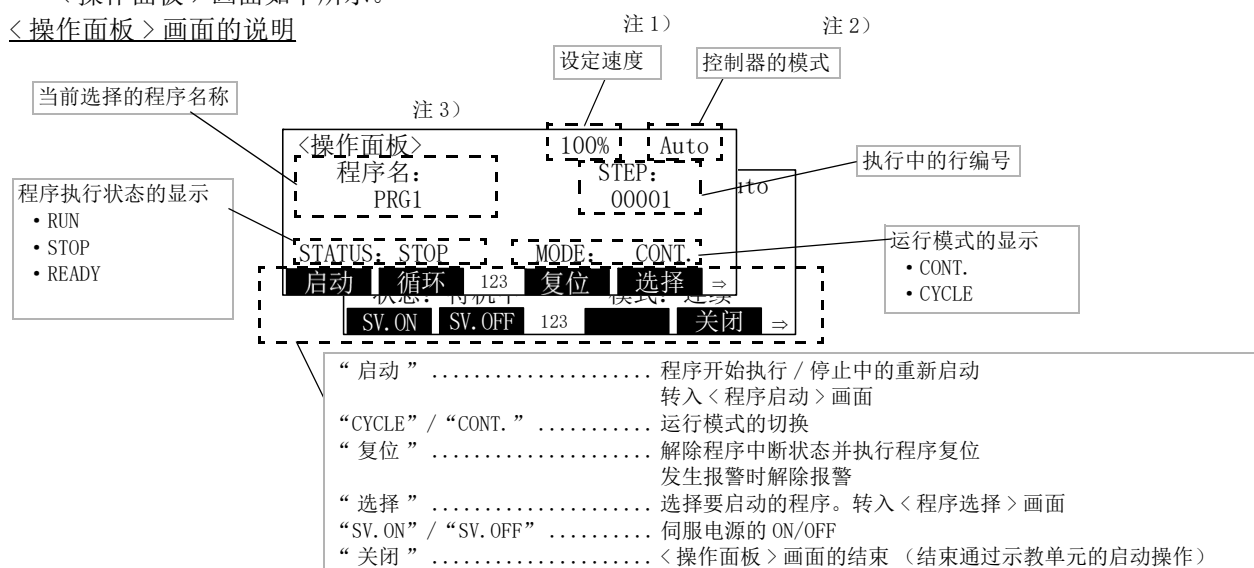 < 操作面板 > 画面如下所示。
< 操作面板 > 画面的说明
注 1）
注 2）
设定速度
控制器的模式
当前选择的程序名称
注 3）
<操作面板>
100%
Auto
程序名：
PRG1
STEP：
00001
执行中的行编号
程序执行状态的显示
• RUN
• STOP
• READY
STATUS： STOP
MODE： CONT.
运行模式的显示
• CONT.
• CYCLE
启动 循环 123 复位 选择 ⇒
SV.ON SV.OFF 123 关闭 ⇒
“ 启动 ” ..................... 程序开始执行 / 停止中的重新启动
转入 < 程序启动 > 画面
“CYCLE” / “CONT. ” ........... 运行模式的切换
“ 复位 ” ..................... 解除程序中断状态并执行程序复位
发生报警时解除报警
“ 选择 ” ..................... 选择要启动的程序。转入 < 程序选择 > 画面
“SV.ON” / “SV.OFF” .......... 伺服电源的 ON/OFF
“ 关闭 ” ..................... < 操作面板 > 画面的结束 （结束通过示教单元的启动操作）